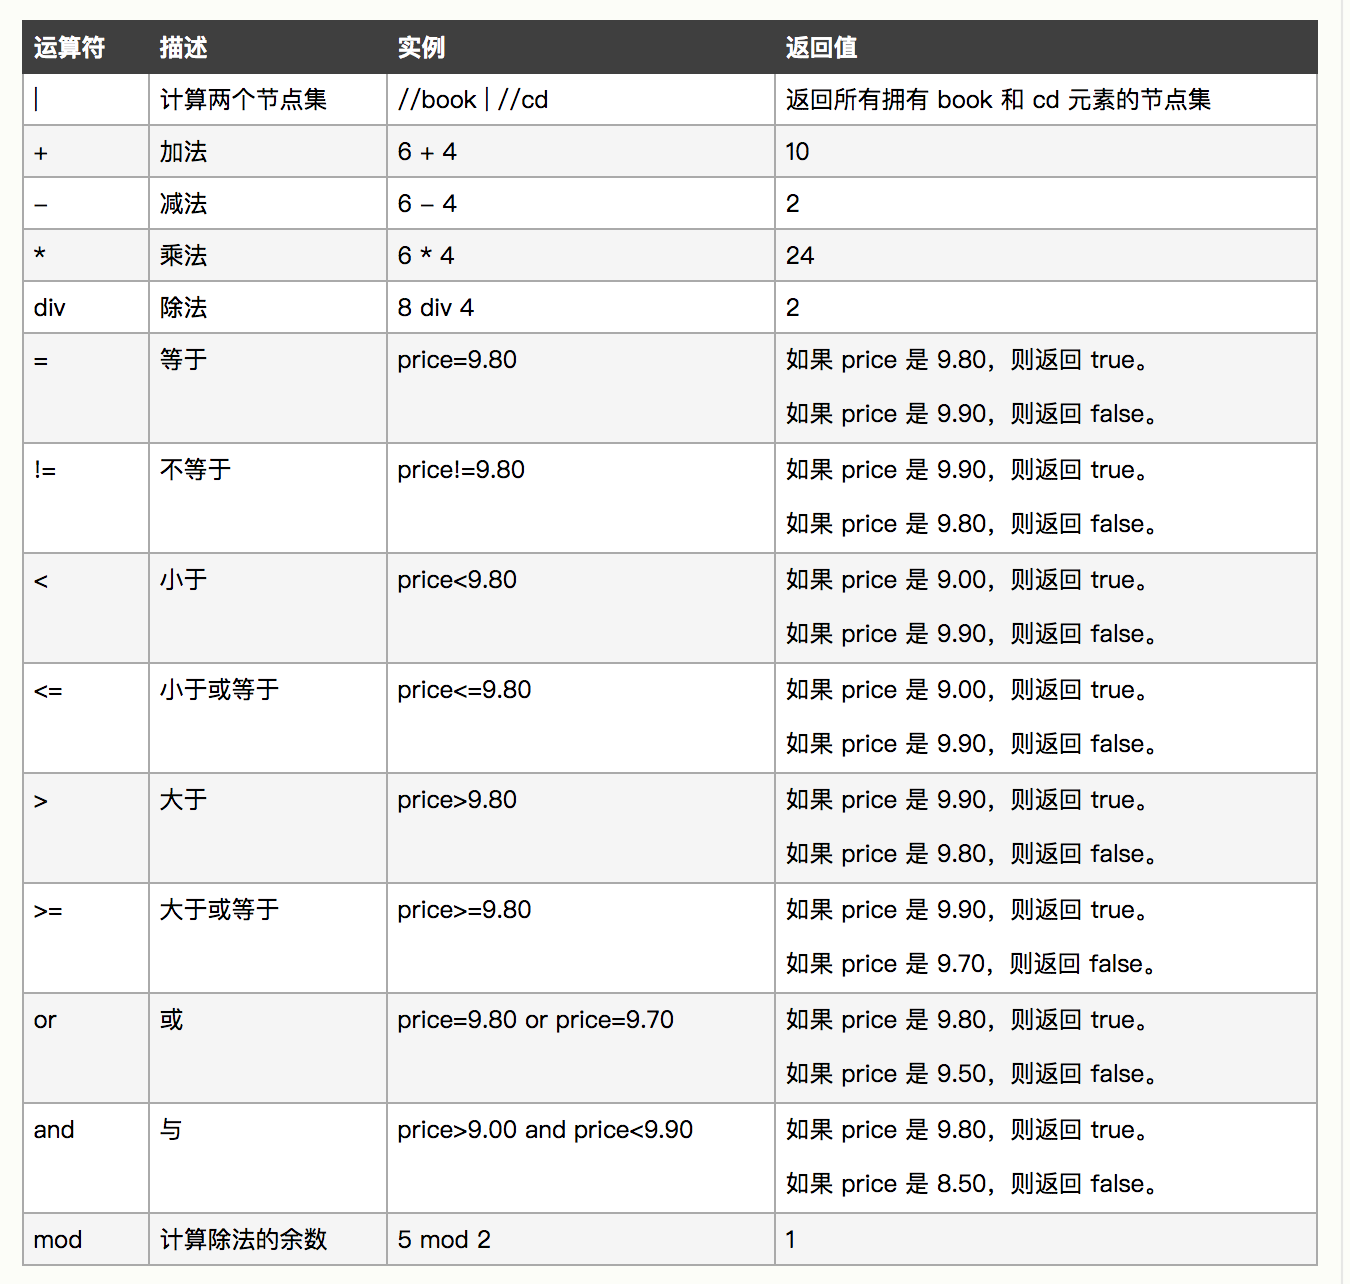 运算符 描述 实例 返回值
| 计算两个节点集 //book | //cd 返回所有拥有 book 和 cd 元素的节点集
+ 加法 6 + 4 10
– 减法 6 – 4 2
* 乘法 6 * 4 24
div 除法 8 div 4 2
= 等于 price=9.80 如果 price 是 9.80，则返回 true。
如果 price 是 9.90，则返回 false。
!= 不等于 price!=9.80 如果 price 是 9.90，则返回 true。
如果 price 是 9.80，则返回 false。
< 小于 price<9.80 如果 price 是 9.00，则返回 true。
如果 price 是 9.90，则返回 false。
<= 小于或等于 price<=9.80 如果 price 是 9.00，则返回 true。
如果 price 是 9.90，则返回 false。
> 大于 price>9.80 如果 price 是 9.90，则返回 true。
如果 price 是 9.80，则返回 false。
>= 大于或等于 price>=9.80 如果 price 是 9.90，则返回 true。
如果 price 是 9.70，则返回 false。
or 或 price=9.80 or price=9.70 如果 price 是 9.80，则返回 true。
如果 price 是 9.50，则返回 false。
and 与 price>9.00 and price<9.90 如果 price 是 9.80，则返回 true。
如果 price 是 8.50，则返回 false。
mod 计算除法的余数 5 mod 2 1